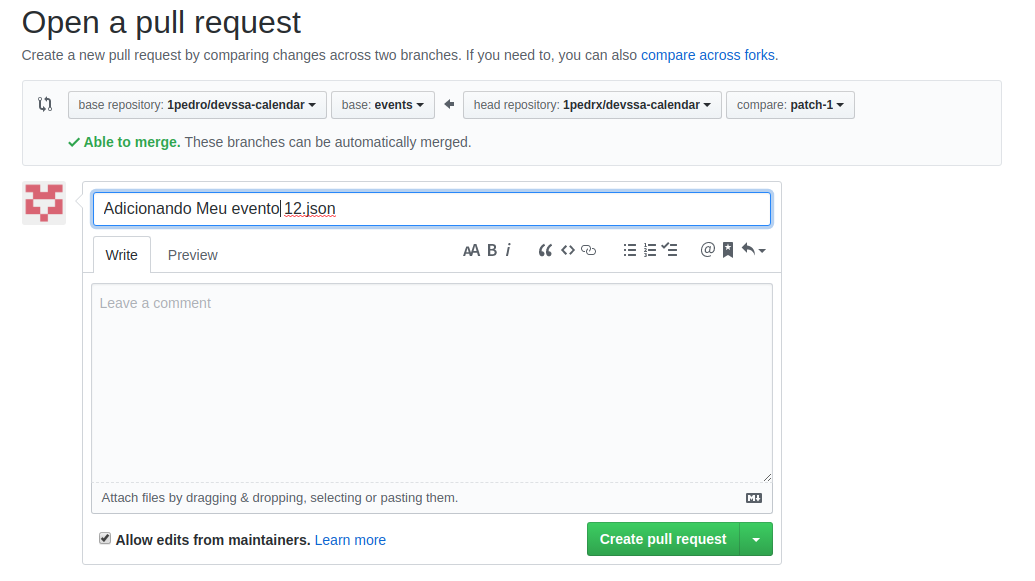 Open a pull request
Create a new pull request by comparing changes across two branches. If you need to, you can also compare across forks.
base repository: 1pedro/devssa-calendar base: events head repository: 1pedrx/devssa-calendar compare: patch-1
Able to merge. These branches can be automatically merged.
Adicionando Meu evento 12.json
Write Preview AA B i @
Leave a comment
Attach files by dragging & dropping, selecting or pasting them.
Allow edits from maintainers. Learn more Create pull request